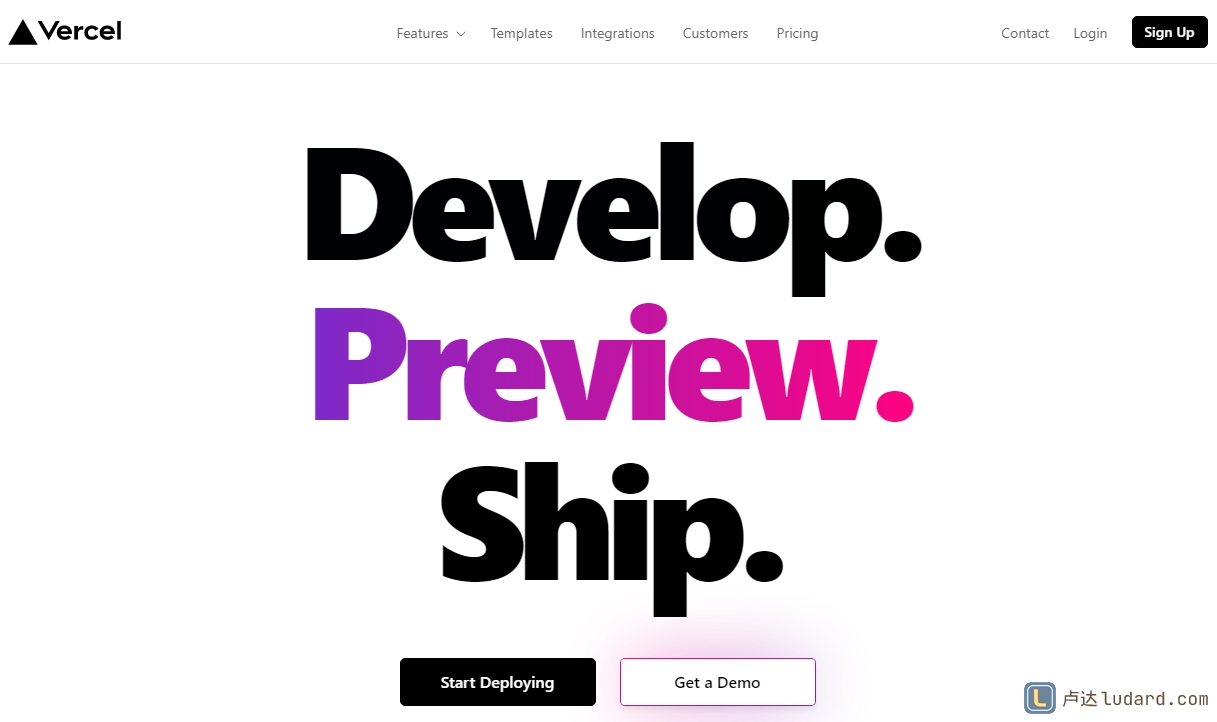 Vercel
Features Templates Integrations Customers Pricing
Contact Login Sign Up
Develop.
Preview.
Ship.
Start Deploying
Get a Demo
L 卢达 ludard.com